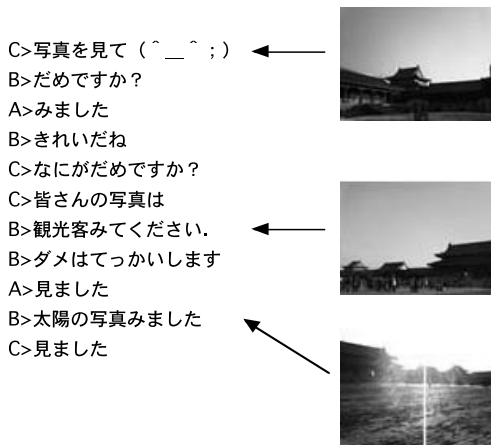 C>写真を見て（＾＿＾；）
B>だめですか？
A>みました
B>きれいだね
C>なにがだめですか？
C>皆さんの写真は
B>観光客みてください．
B>ダメはてっかいします
A>見ました
B>太陽の写真みました
C>見ました